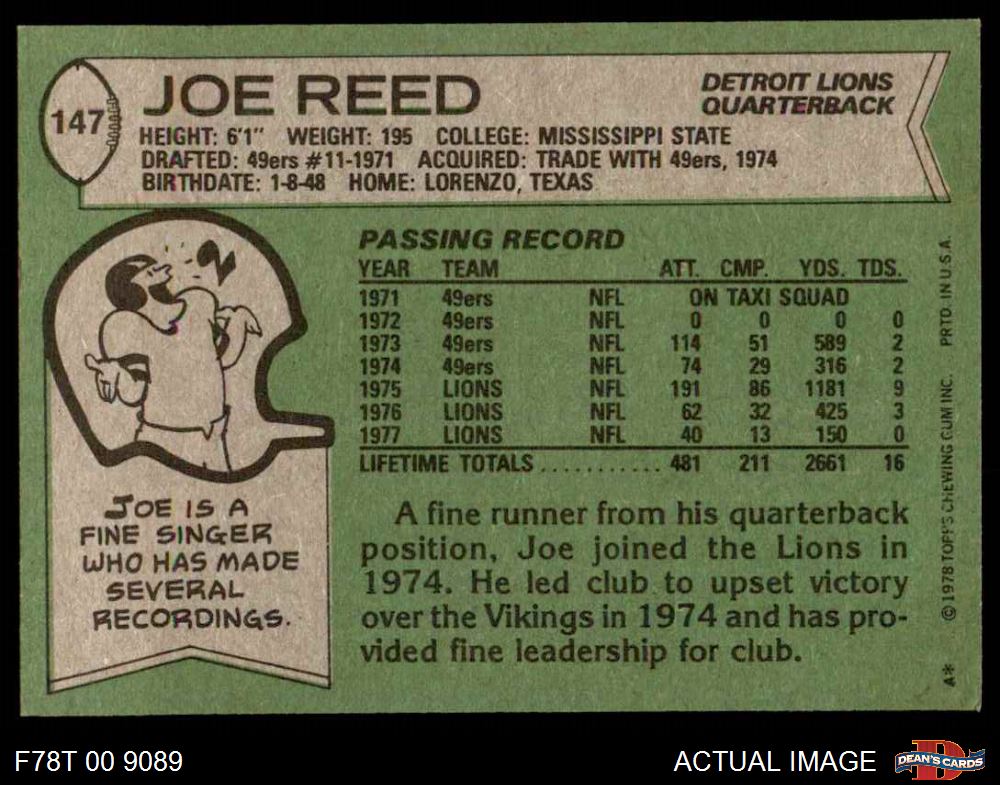 147
JOE REED
DETROIT LIONS
QUARTERBACK
HEIGHT: 6'1" WEIGHT: 195 COLLEGE: MISSISSIPPI STATE
DRAFTED: 49ers #11-1971 ACQUIRED: TRADE WITH 49ers, 1974
BIRTHDATE: 1-8-48 HOME: LORENZO, TEXAS
PASSING RECORD
YEAR TEAM ATT. CMP. YDS. TDS.
1971 49ers NFL ON TAXI SQUAD
1972 49ers NFL 0 0 0 0
1973 49ers NFL 114 51 589 2
1974 49ers NFL 74 29 316 2
1975 LIONS NFL 191 86 1181 9
1976 LIONS NFL 62 32 425 3
1977 LIONS NFL 40 13 150 0
LIFETIME TOTALS........... 481 211 2661 16
JOE IS A
FINE SINGER
WHO HAS MADE
SEVERAL
RECORDINGS.
A fine runner from his quarterback
position, Joe joined the Lions in
1974. He led club to upset victory
over the Vikings in 1974 and has pro-
vided fine leadership for club.
A* © 1978 TOPPS CHEWING GUM INC. PRTD. IN U.S.A.
F78T 00 9089
ACTUAL IMAGE
DEAN'S CARDS